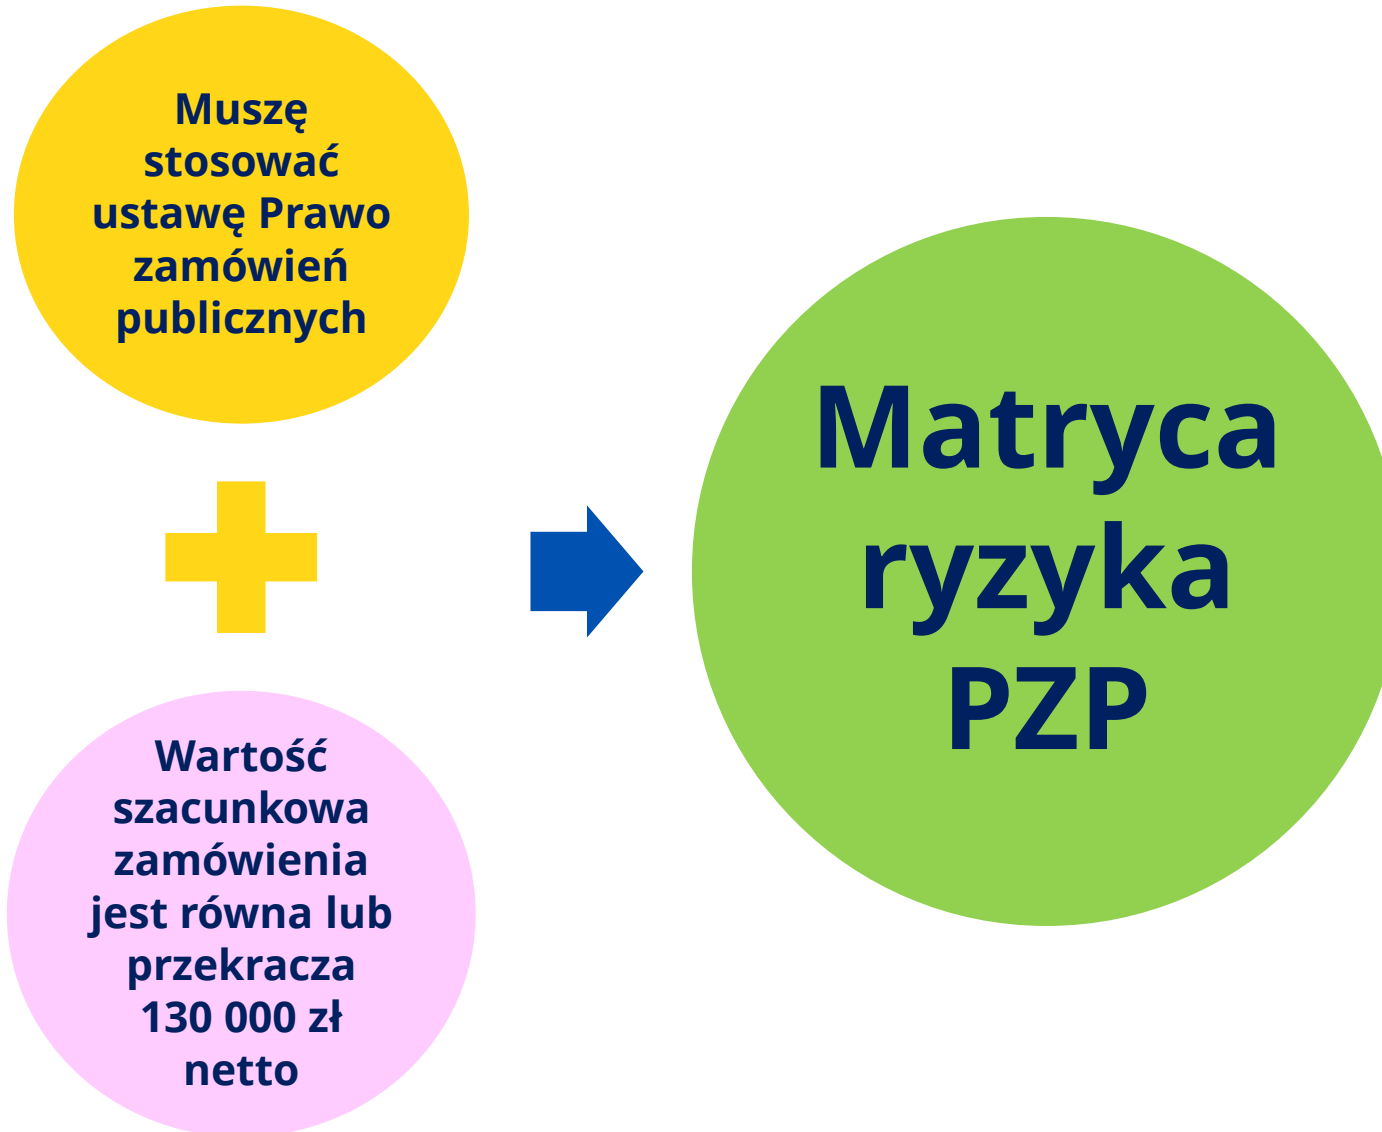 Muszę
stosować
ustawę Prawo
zamówień
publicznych
Wartość
szacunkowa
zamówienia
jest równa lub
przekracza
130 000 zł
netto
Matryca
ryzyka
PZP